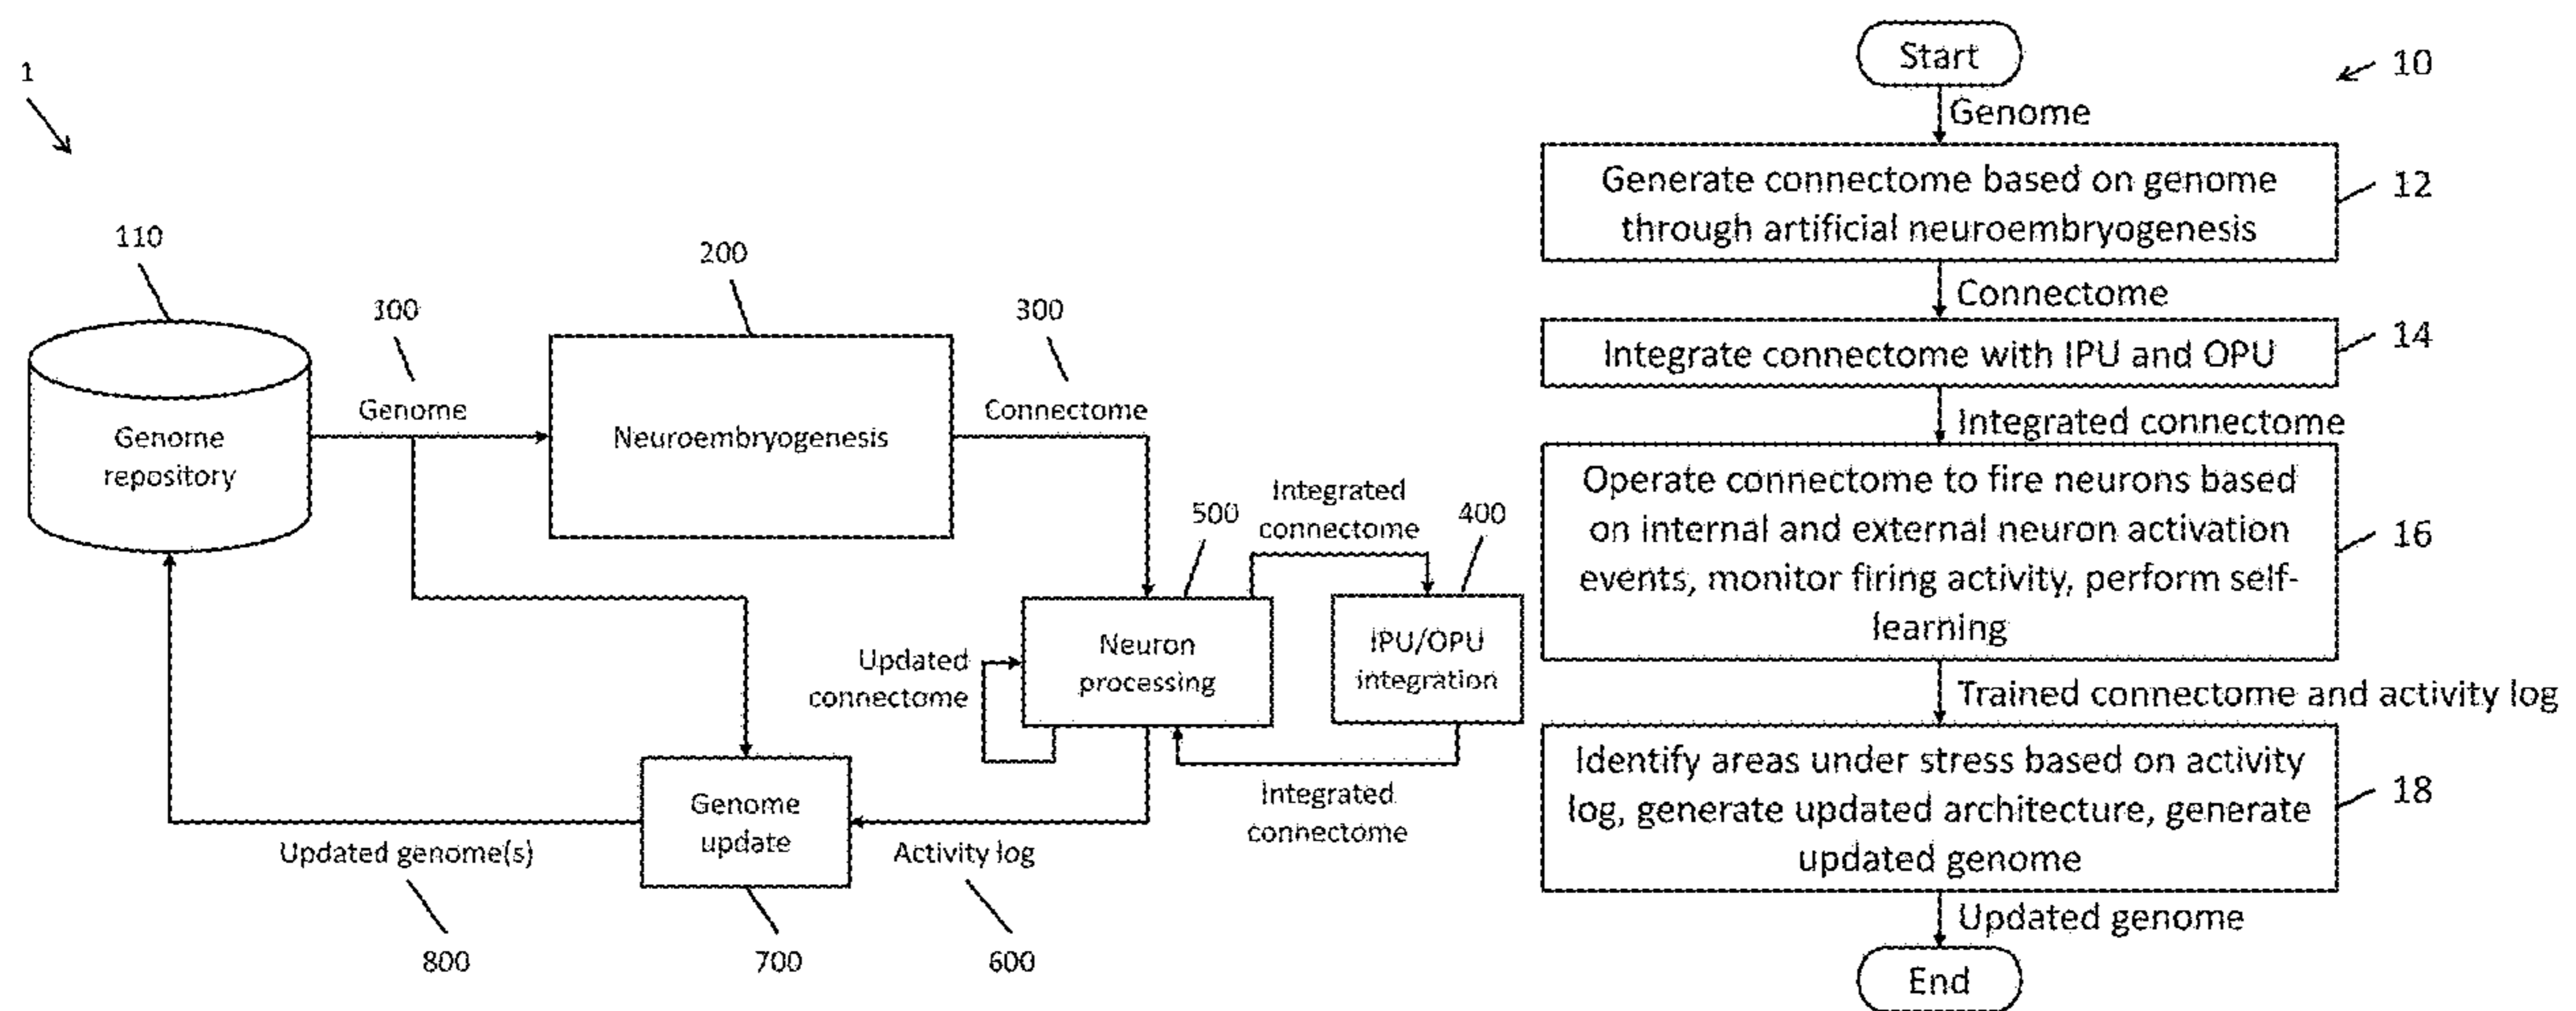 1
110
100
200
300
Genome
repository
Genome
Neuroembryogenesis
Connectome
500
Integrated
connectome
400
Updated
connectome
Neuron
processing
IPU/OPU
integration
Genome
update
Integrated
connectome
Updated genome(s)
Activity log
800
700
600
Start
10
Genome
Generate connectome based on genome
through artificial neuroembryogenesis
12
Connectome
Integrate connectome with IPU and OPU
14
Integrated connectome
Operate connectome to fire neurons based
on internal and external neuron activation
events, monitor firing activity, perform self-
learning
16
Trained connectome and activity log
Identify areas under stress based on activity
log, generate updated architecture, generate
updated genome
18
Updated genome
End